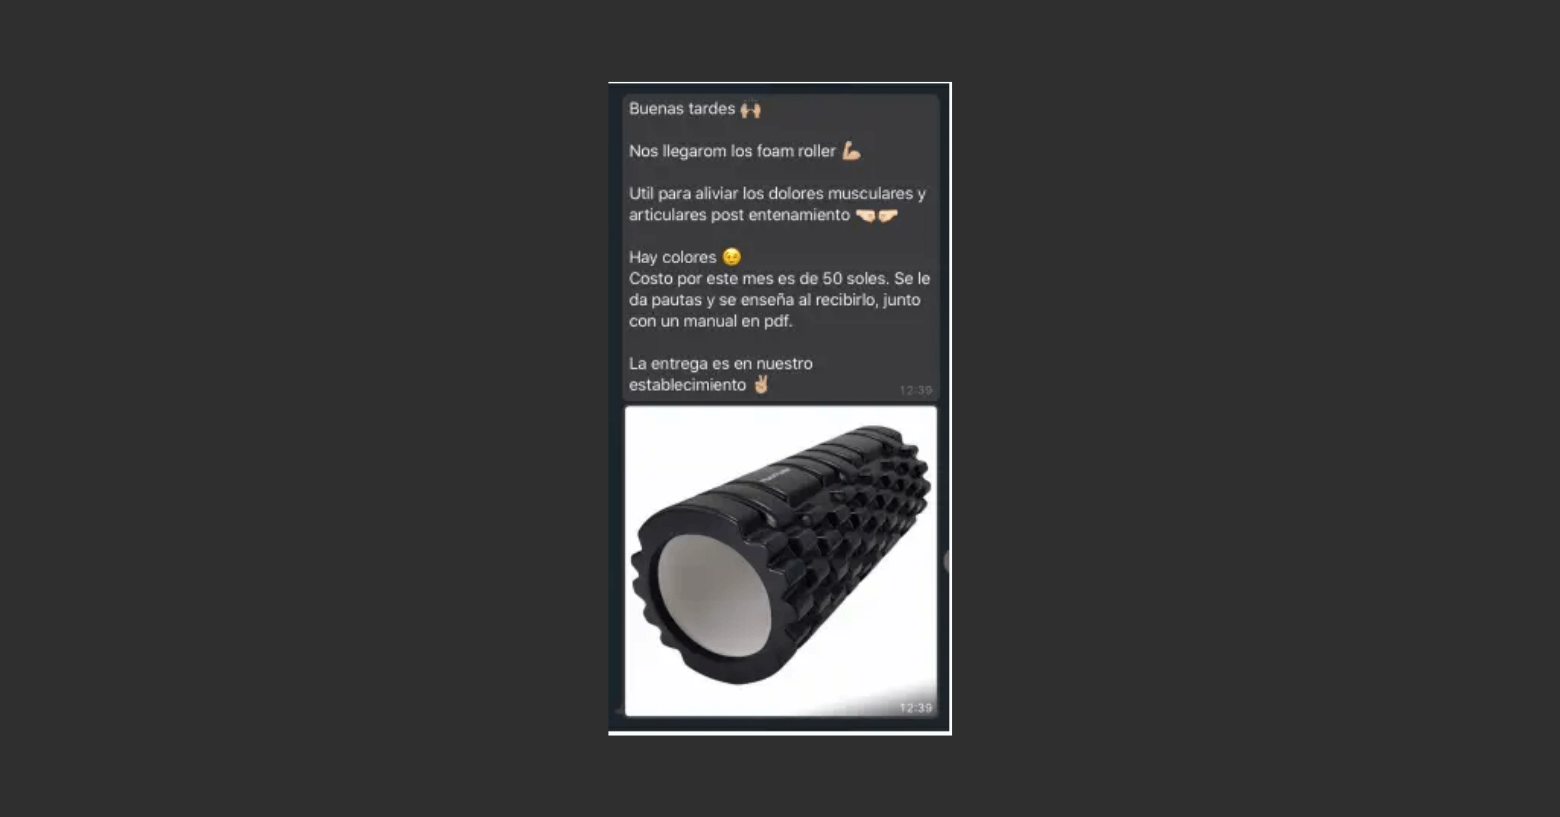 Buenas tardes 🙌🏼
Nos llegarom los foam roller 💪🏼
Util para aliviar los dolores musculares y
articulares post entenamiento 🤜🏼🤛🏼
Hay colores 😉
Costo por este mes es de 50 soles. Se le
da pautas y se enseña al recibirlo, junto
con un manual en pdf.
La entrega es en nuestro
establecimiento ✌🏼
12:39
12:39